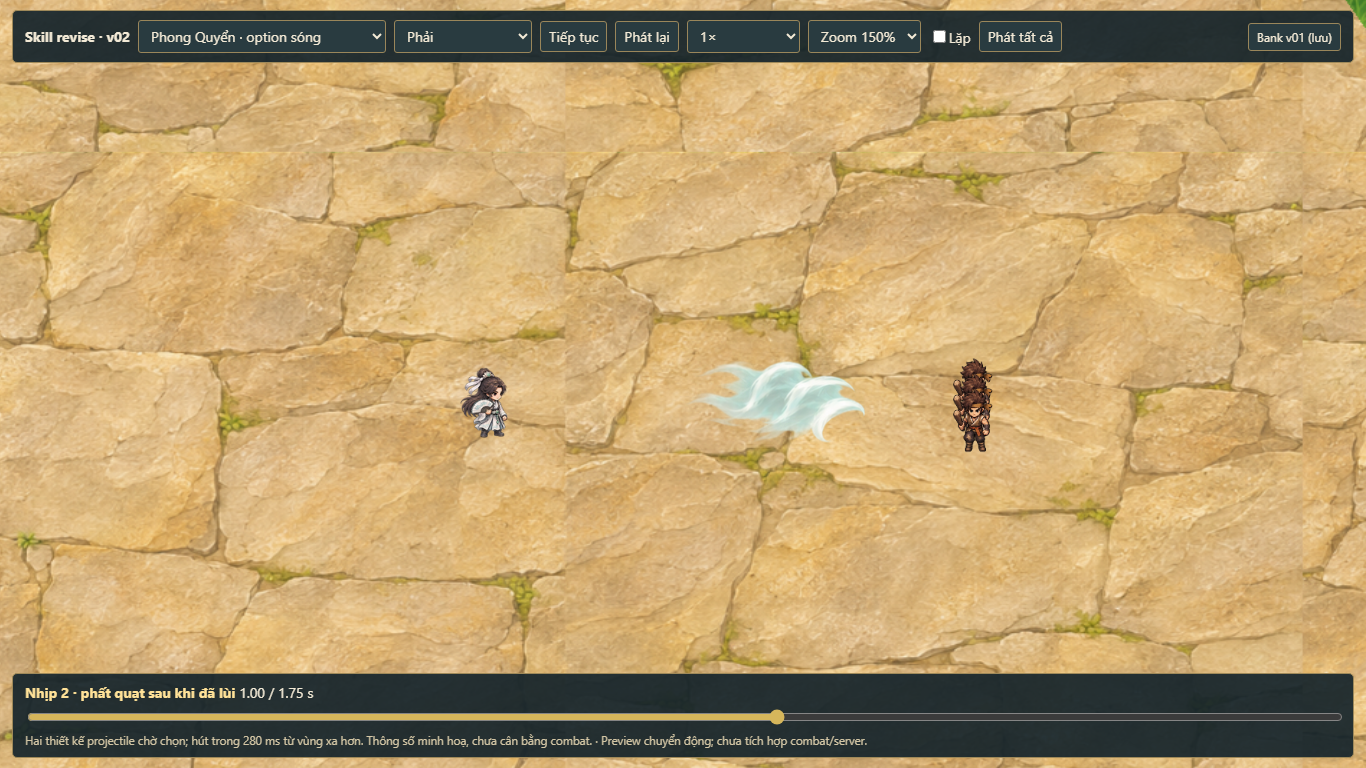 Skill revise · v02 Phong Quyển · option sóng Phải Tiếp tục Phát lại 1× Zoom 150% Lặp Phát tất cả Bank v01 (lưu)
Nhịp 2 · phất quạt sau khi đã lùi 1.00 / 1.75 s
Hai thiết kế projectile chờ chọn; hút trong 280 ms từ vùng xa hơn. Thông số minh hoạ, chưa cân bằng combat. · Preview chuyển động; chưa tích hợp combat/server.